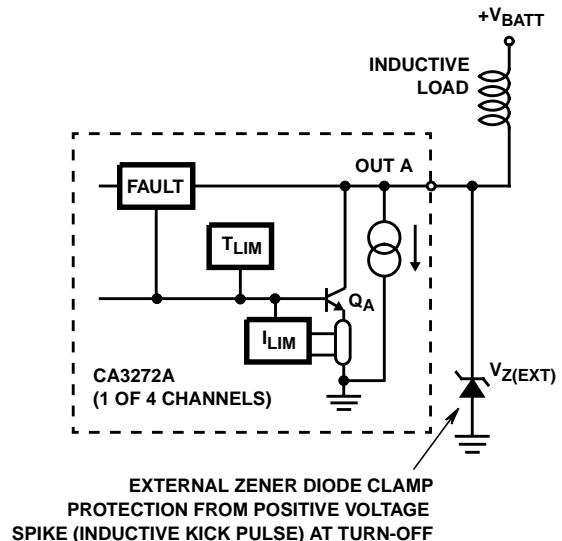 +VBATT
INDUCTIVE
LOAD
OUT A
FAULT
TLIM
QA
ILIM
CA3272A
(1 OF 4 CHANNELS)
VZ(EXT)
EXTERNAL ZENER DIODE CLAMP
PROTECTION FROM POSITIVE VOLTAGE
SPIKE (INDUCTIVE KICK PULSE) AT TURN-OFF